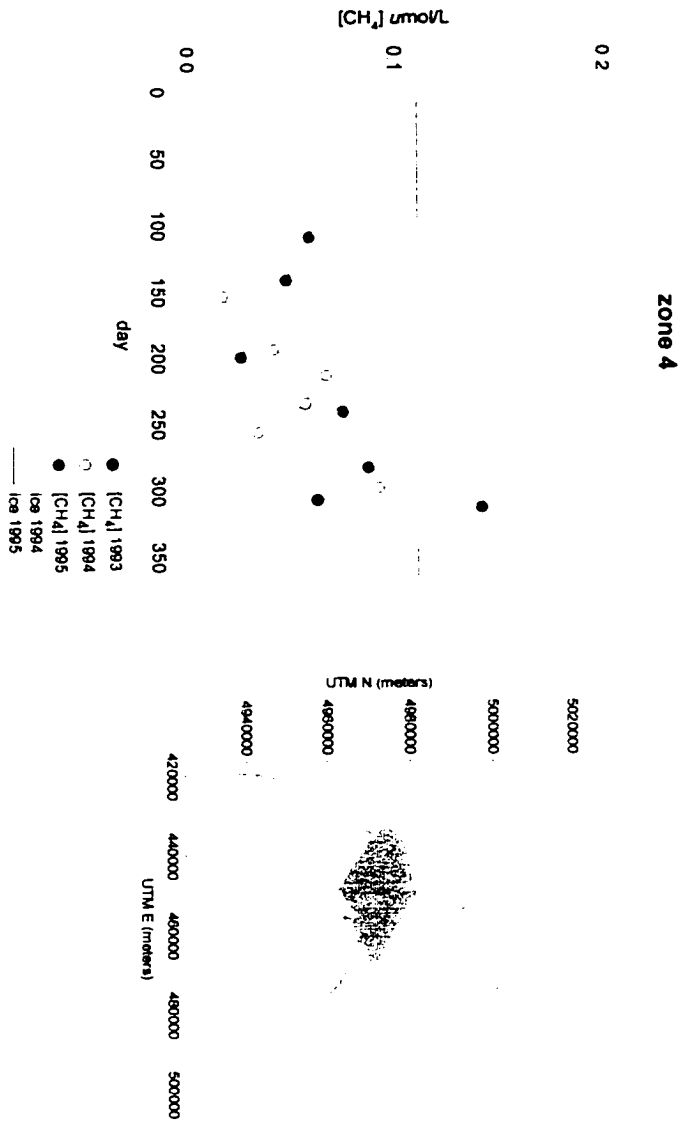 zone 4
[CH4] umol/L
0 2
0.1
0 0
0
50
100
150
200
250
300
350
day
[CH4] 1993
[CH4] 1994
[CH4] 1995
ice 1994
ice 1995
UTM N (meters)
5020000
5000000
4980000
4960000
4940000
420000
440000
460000
480000
500000
UTM E (meters)